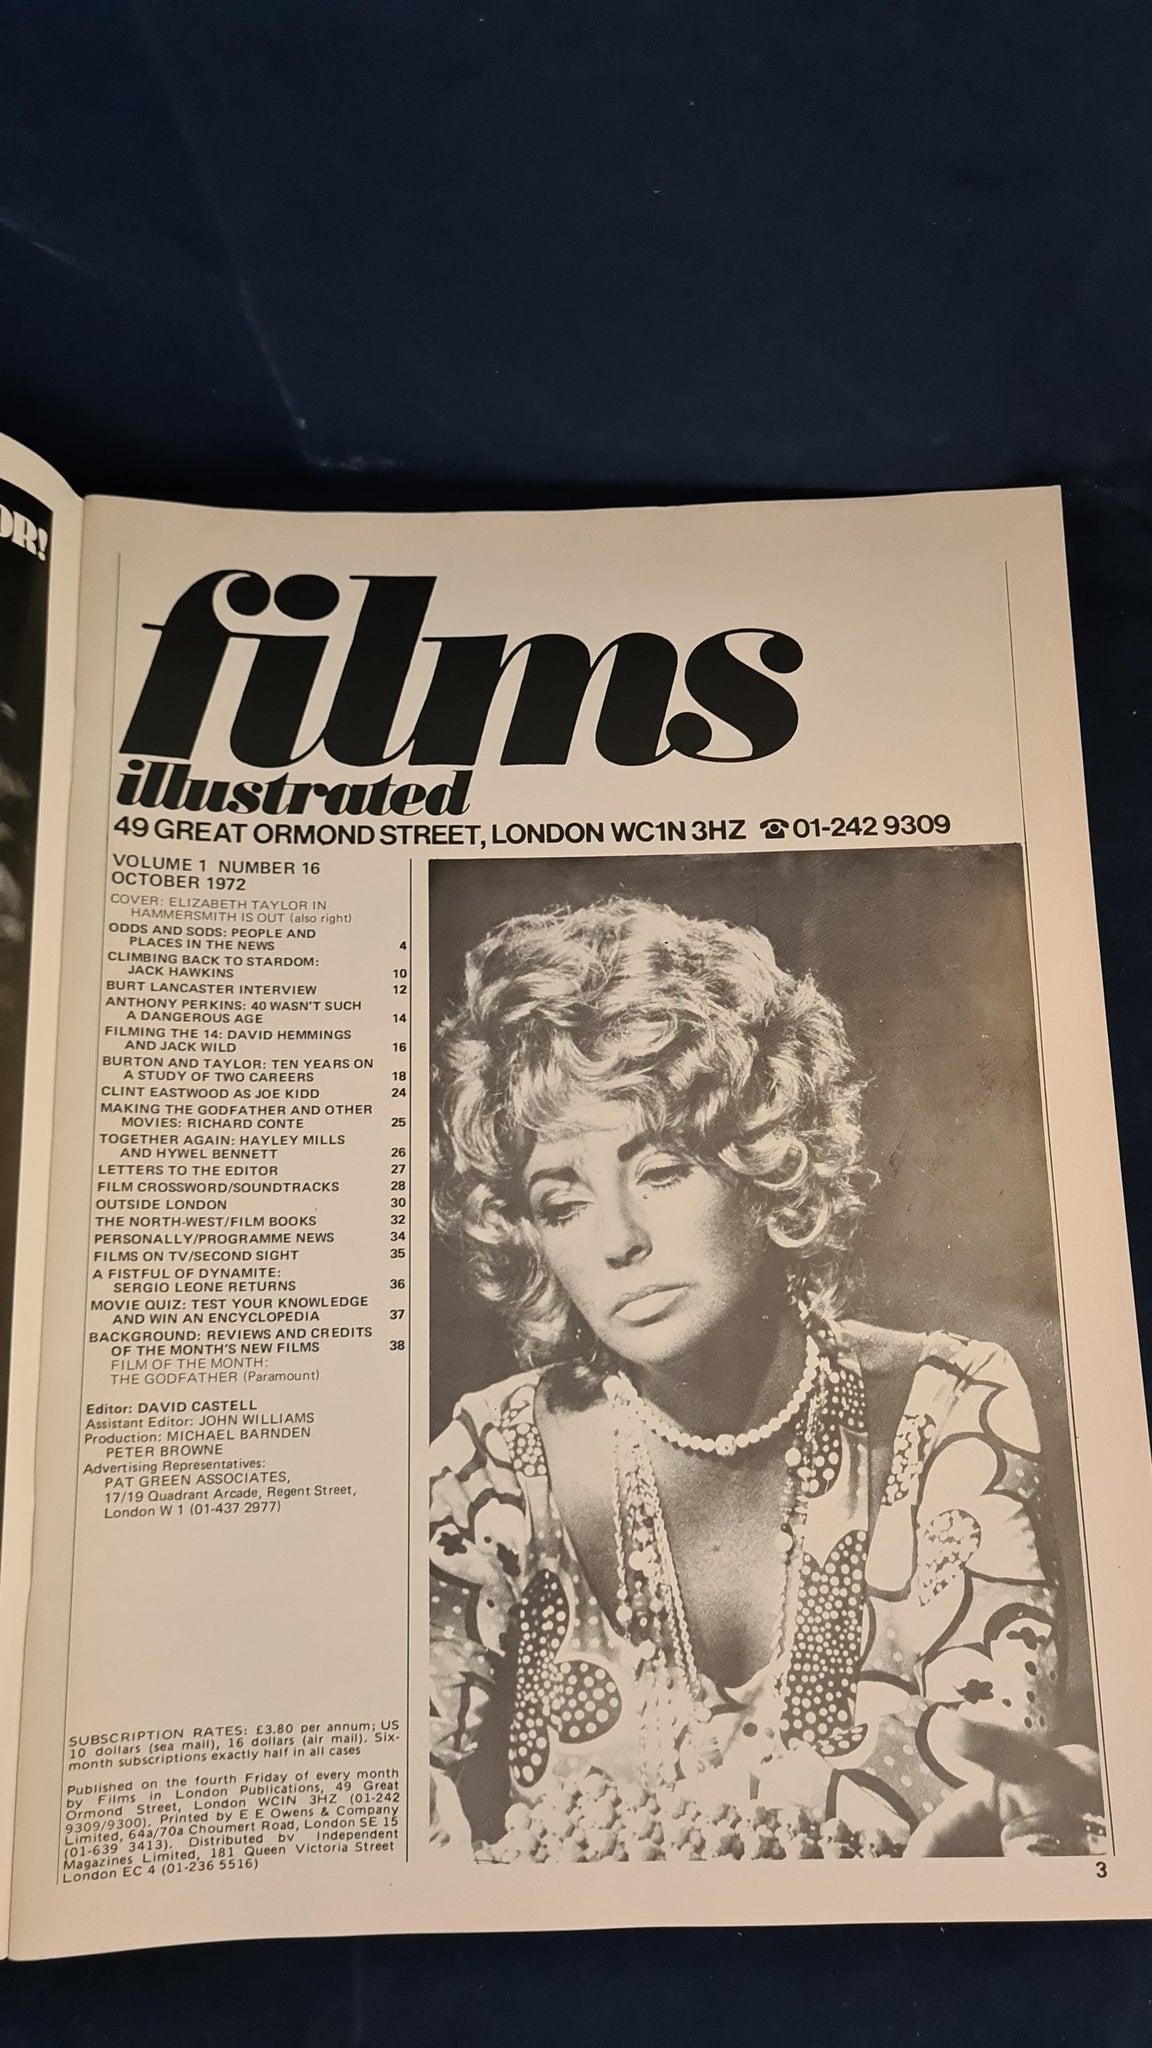 OR!
films
illustrated
49 GREAT ORMOND STREET, LONDON WC1N 3HZ ☎ 01-242 9309
VOLUME 1 NUMBER 16
OCTOBER 1972
COVER: ELIZABETH TAYLOR IN
HAMMERSMITH IS OUT (also right)
ODDS AND SODS: PEOPLE AND
PLACES IN THE NEWS 4
CLIMBING BACK TO STARDOM:
JACK HAWKINS 10
BURT LANCASTER INTERVIEW 12
ANTHONY PERKINS: 40 WASN'T SUCH
A DANGEROUS AGE 14
FILMING THE 14: DAVID HEMMINGS
AND JACK WILD 16
BURTON AND TAYLOR: TEN YEARS ON
A STUDY OF TWO CAREERS 18
CLINT EASTWOOD AS JOE KIDD 24
MAKING THE GODFATHER AND OTHER
MOVIES: RICHARD CONTE 25
TOGETHER AGAIN: HAYLEY MILLS
AND HYWEL BENNETT 26
LETTERS TO THE EDITOR 27
FILM CROSSWORD/SOUNDTRACKS 28
OUTSIDE LONDON 30
THE NORTH-WEST/FILM BOOKS 32
PERSONALLY/PROGRAMME NEWS 34
FILMS ON TV/SECOND SIGHT 35
A FISTFUL OF DYNAMITE:
SERGIO LEONE RETURNS 36
MOVIE QUIZ: TEST YOUR KNOWLEDGE
AND WIN AN ENCYCLOPEDIA 37
BACKGROUND: REVIEWS AND CREDITS
OF THE MONTH'S NEW FILMS 38
FILM OF THE MONTH:
THE GODFATHER (Paramount)
Editor: DAVID CASTELL
Assistant Editor: JOHN WILLIAMS
Production: MICHAEL BARNDEN
PETER BROWNE
Advertising Representatives:
PAT GREEN ASSOCIATES,
17/19 Quadrant Arcade, Regent Street,
London W 1 (01-437 2977)
SUBSCRIPTION RATES: £3.80 per annum; US
10 dollars (sea mail), 16 dollars (air mail). Six-
month subscriptions exactly half in all cases
Published on the fourth Friday of every month
by Films in London Publications, 49 Great
Ormond Street, London WC1N 3HZ (01-242
9309/9300). Printed by E E Owens & Company
Limited, 64a/70a Choumert Road, London SE 15
(01-639 3413). Distributed by Independent
Magazines Limited, 181 Queen Victoria Street
London EC 4 (01-236 5516)
3